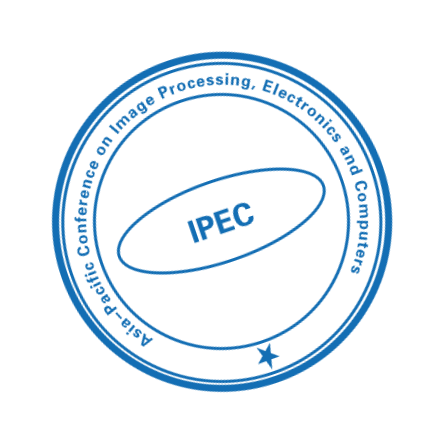 Asia-Pacific Conference on Image Processing, Electronics and Computers
IPEC